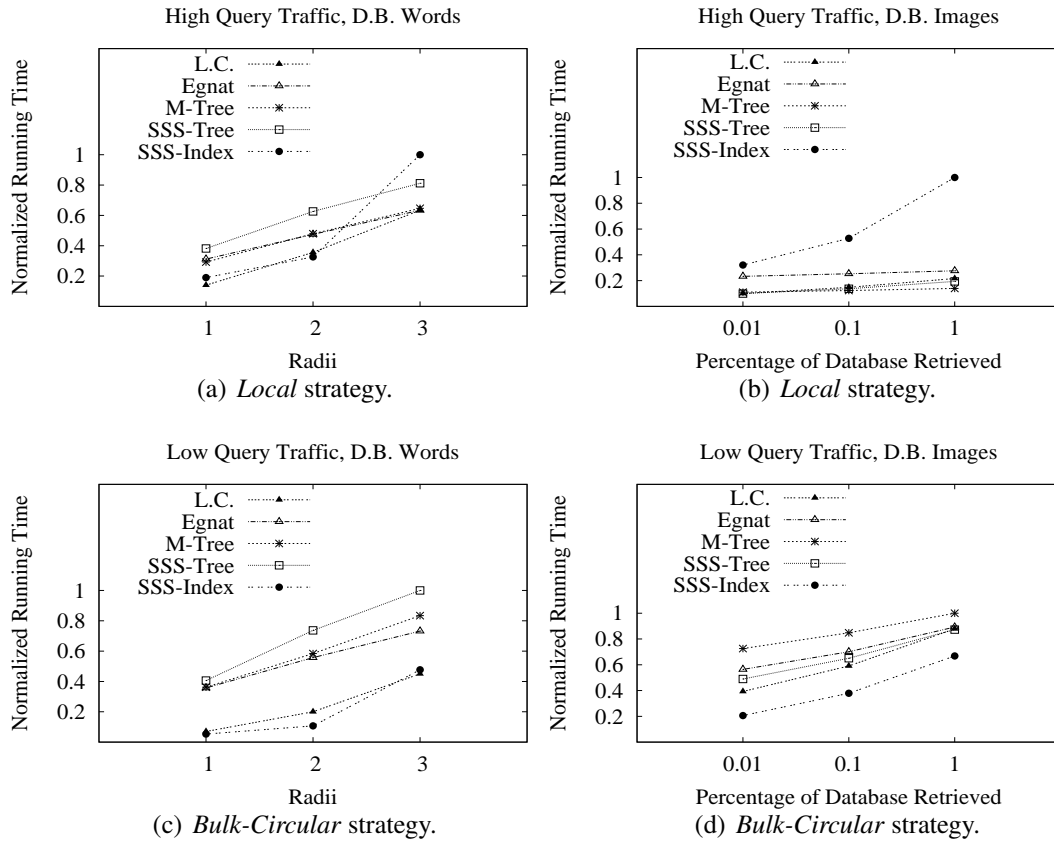 High Query Traffic, D.B. Words
Normalized Running Time
L.C.
Egnat
M-Tree
SSS-Tree
SSS-Index
1
0.8
0.6
0.4
0.2
1 2 3
Radii
(a) Local strategy.
High Query Traffic, D.B. Images
Normalized Running Time
L.C.
Egnat
M-Tree
SSS-Tree
SSS-Index
1
0.8
0.6
0.4
0.2
0.01 0.1 1
Percentage of Database Retrieved
(b) Local strategy.
Low Query Traffic, D.B. Words
Normalized Running Time
L.C.
Egnat
M-Tree
SSS-Tree
SSS-Index
1
0.8
0.6
0.4
0.2
1 2 3
Radii
(c) Bulk-Circular strategy.
Low Query Traffic, D.B. Images
Normalized Running Time
L.C.
Egnat
M-Tree
SSS-Tree
SSS-Index
1
0.8
0.6
0.4
0.2
0.01 0.1 1
Percentage of Database Retrieved
(d) Bulk-Circular strategy.